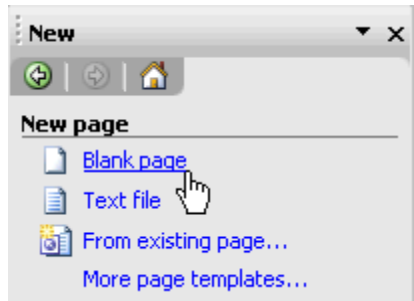 New
New page
Blank page
Text file
From existing page...
More page templates...